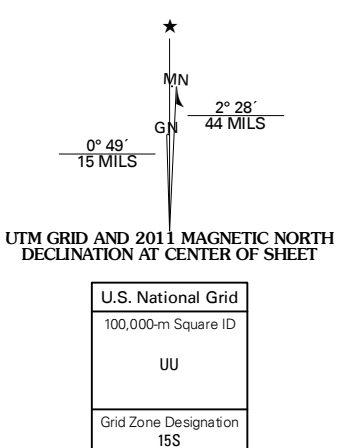 ★
MN
GN
2° 28´
44 MILS
0° 49´
15 MILS
UTM GRID AND 2011 MAGNETIC NORTH
DECLINATION AT CENTER OF SHEET
U.S. National Grid
100,000-m Square ID
UU
Grid Zone Designation
15S